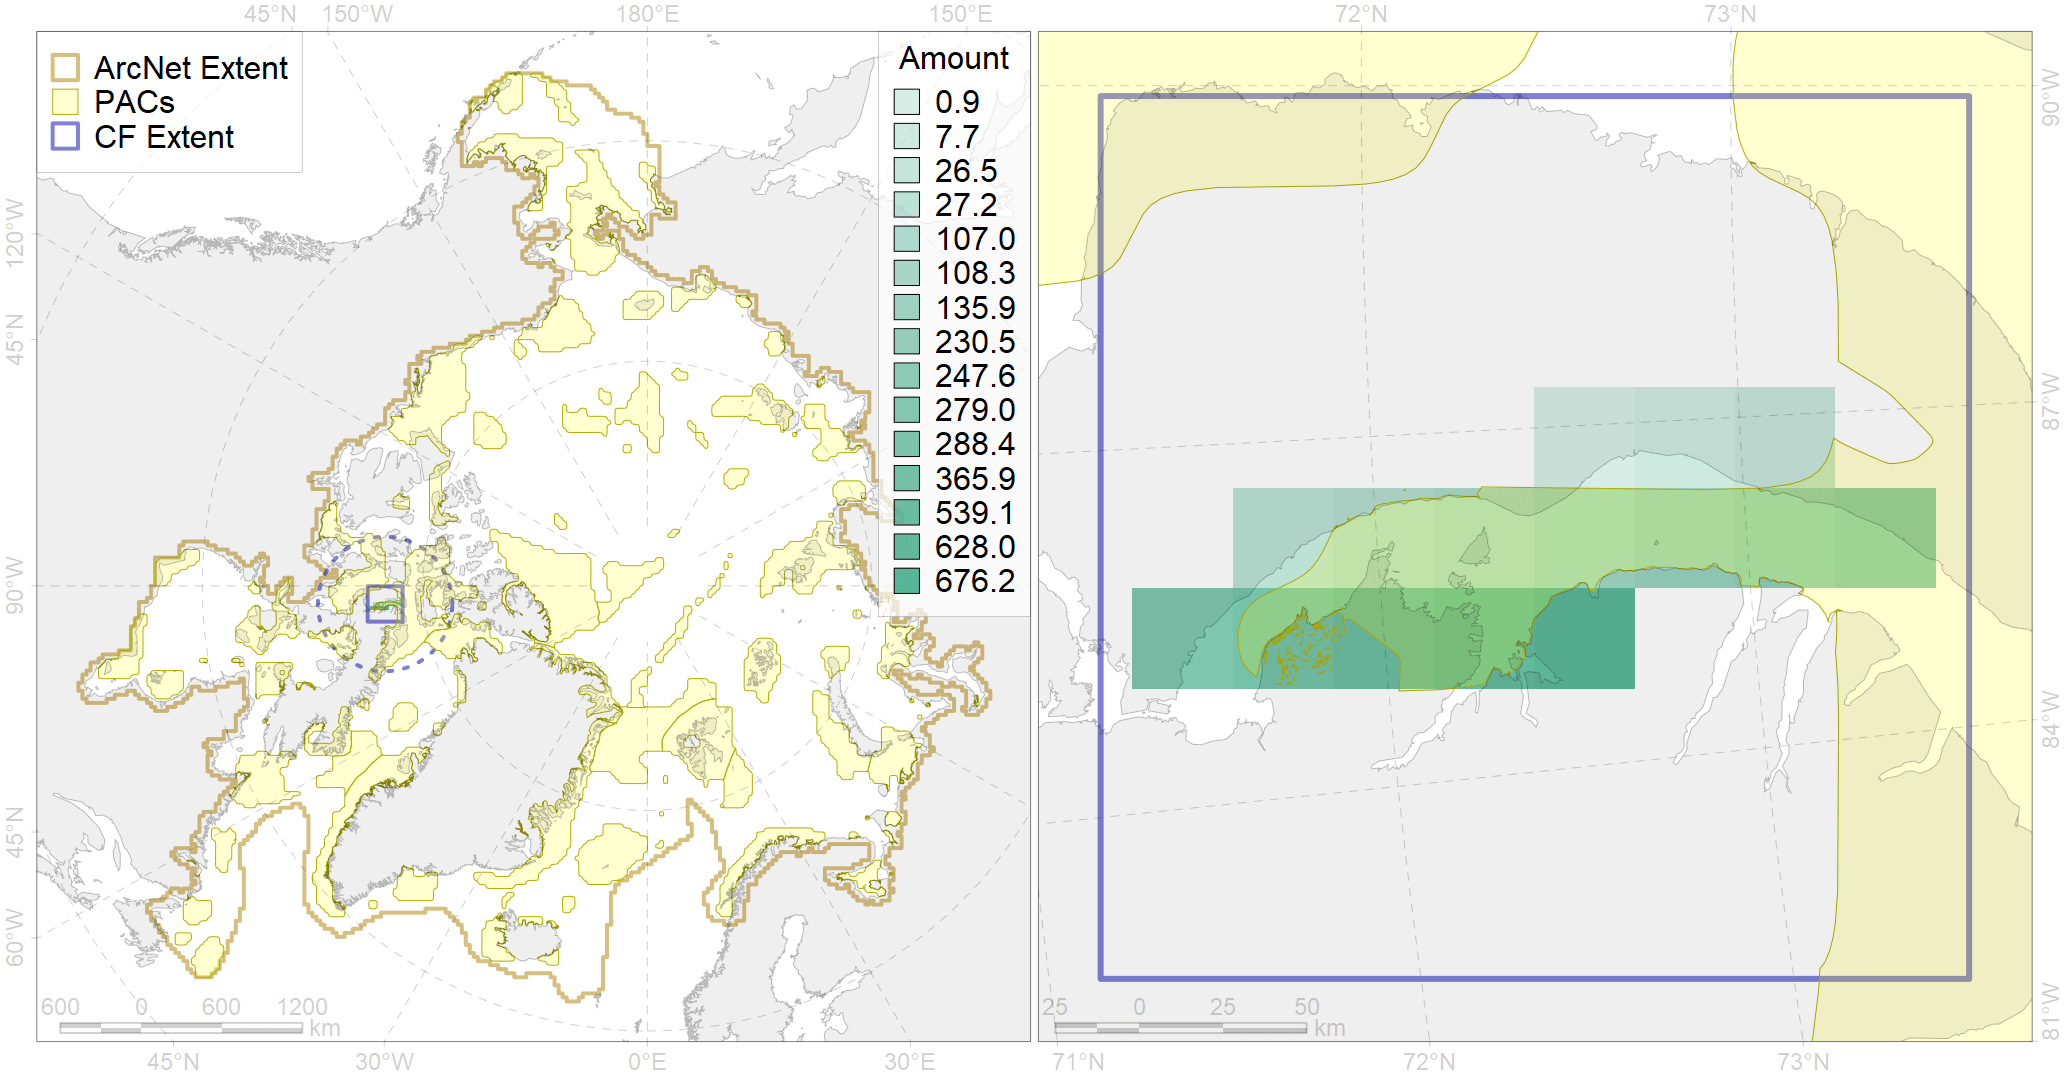 45°N 150°W 180°E 150°E 72°N 73°N
ArcNet Extent
PACs
CF Extent
Amount
0.9
7.7
26.5
27.2
107.0
108.3
135.9
230.5
247.6
279.0
288.4
365.9
539.1
628.0
676.2
120°W
45°N
90°W
45°N
60°W
90°W
87°W
84°W
81°W
600 0 600 1200
km
25 0 25 50
km
45°N 30°W 0°E 30°E 71°N 72°N 73°N